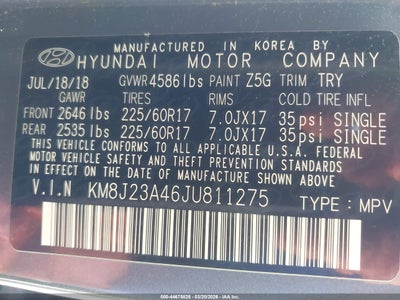 MANUFACTURED IN KOREA BY
HYUNDAI MOTOR COMPANY
JUL/18/18 GVWR 4586lbs PAINT Z5G TRIM TRY
GAWR TIRES RIMS COLD TIRE INFL
FRONT 2646lbs 225/60R17 7.0JX17 35psi SINGLE
REAR 2535lbs 225/60R17 7.0JX17 35psi SINGLE
THIS VEHICLE CONFORMS TO ALL APPLICABLE U.S.A. FEDERAL
MOTOR VEHICLE SAFETY STANDARDS IN EFFECT ON THE DATE OF
MANUFACTURE SHOWN ABOVE.
V.I.N KM8J23A46JU811275 TYPE : MPV